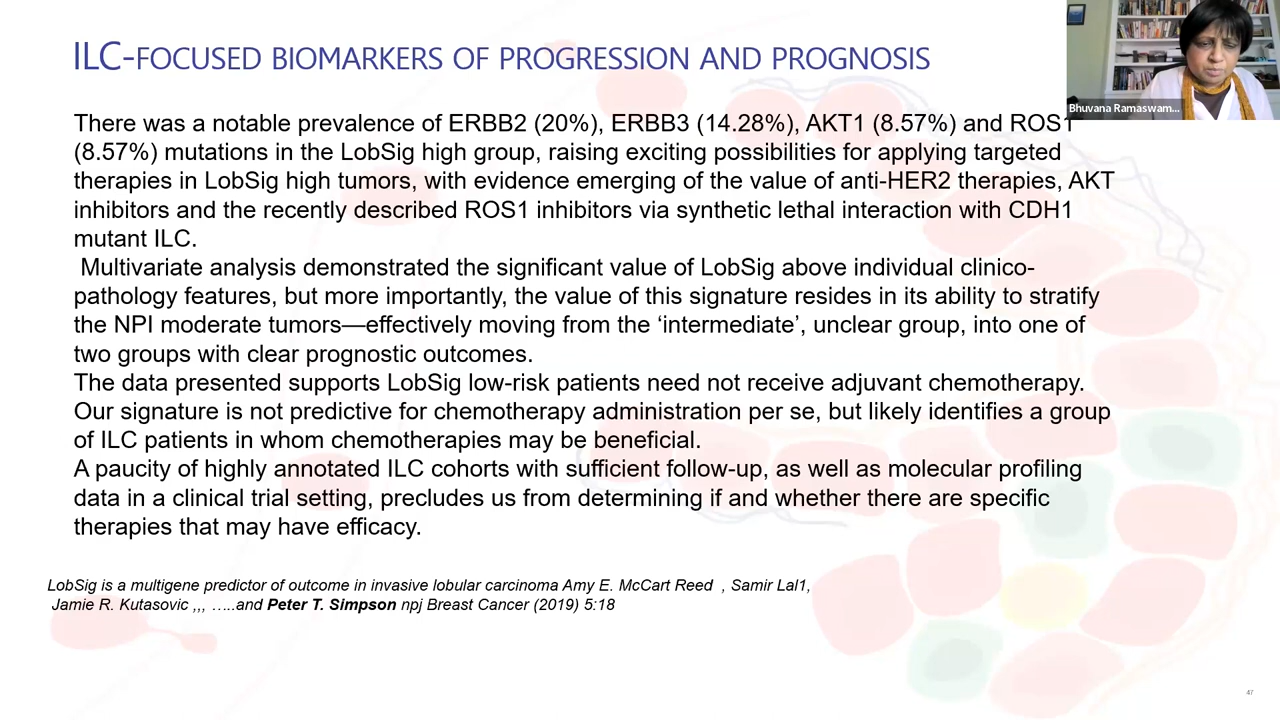 ILC-FOCUSED BIOMARKERS OF PROGRESSION AND PROGNOSIS
Bhuvana Ramaswam...
There was a notable prevalence of ERBB2 (20%), ERBB3 (14.28%), AKT1 (8.57%) and ROS1
(8.57%) mutations in the LobSig high group, raising exciting possibilities for applying targeted
therapies in LobSig high tumors, with evidence emerging of the value of anti-HER2 therapies, AKT
inhibitors and the recently described ROS1 inhibitors via synthetic lethal interaction with CDH1
mutant ILC.
Multivariate analysis demonstrated the significant value of LobSig above individual clinico-
pathology features, but more importantly, the value of this signature resides in its ability to stratify
the NPI moderate tumors—effectively moving from the ‘intermediate’, unclear group, into one of
two groups with clear prognostic outcomes.
The data presented supports LobSig low-risk patients need not receive adjuvant chemotherapy.
Our signature is not predictive for chemotherapy administration per se, but likely identifies a group
of ILC patients in whom chemotherapies may be beneficial.
A paucity of highly annotated ILC cohorts with sufficient follow-up, as well as molecular profiling
data in a clinical trial setting, precludes us from determining if and whether there are specific
therapies that may have efficacy.
LobSig is a multigene predictor of outcome in invasive lobular carcinoma Amy E. McCart Reed , Samir Lal1,
Jamie R. Kutasovic ,,, …..and Peter T. Simpson npj Breast Cancer (2019) 5:18
47